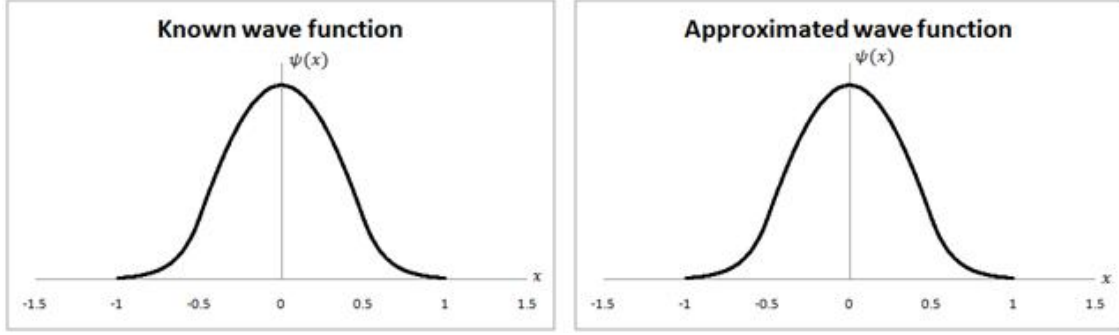 Known wave function
ψ(x)
x
-1.5 -1 -0.5 0 0.5 1 1.5
Approximated wave function
ψ(x)
x
-1.5 -1 -0.5 0 0.5 1 1.5